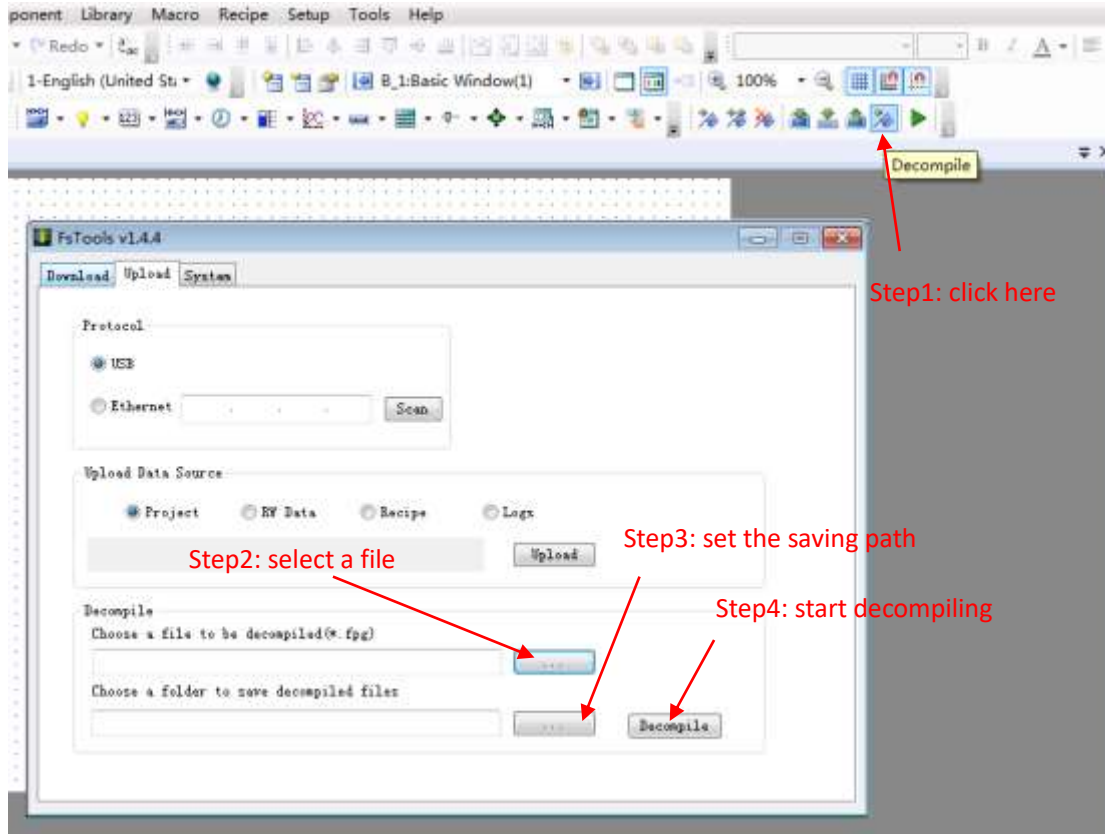 ponent Library Macro Recipe Setup Tools Help
Redo
1-English (United St: B_1:Basic Window(1) 100% 
B I A
Decompile
FsTools v1.4.4
Download Upload System
Step1: click here
Protocol
USB
Ethernet . . . Scan
Upload Data Source
Project RW Data Recipe Logs
Step2: select a file
Upload
Step3: set the saving path
Decompile
Step4: start decompiling
Choose a file to be decompiled(*.fpg)
...
Choose a folder to save decompiled files
... Decompile